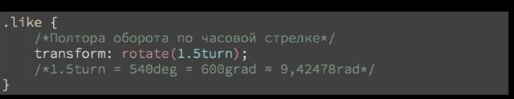 .like {
/*Полтора оборота по часовой стрелке*/
transform: rotate(1.5turn);
/*1.5turn = 540deg = 600grad ≈ 9,42478rad*/
}